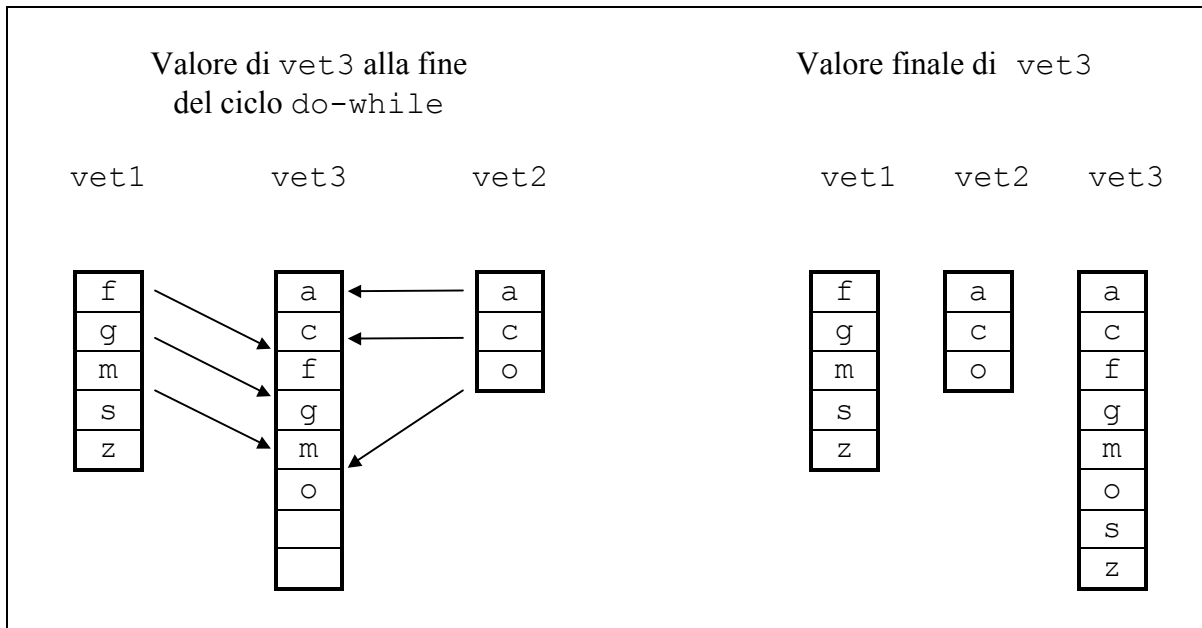 Valore di vet3 alla fine
del ciclo do-while
vet1 vet3 vet2
f a a
g c c
m f o
s g
z m
o
Valore finale di vet3
vet1 vet2 vet3
f a a
g c c
m o f
s g
z m
o
s
z